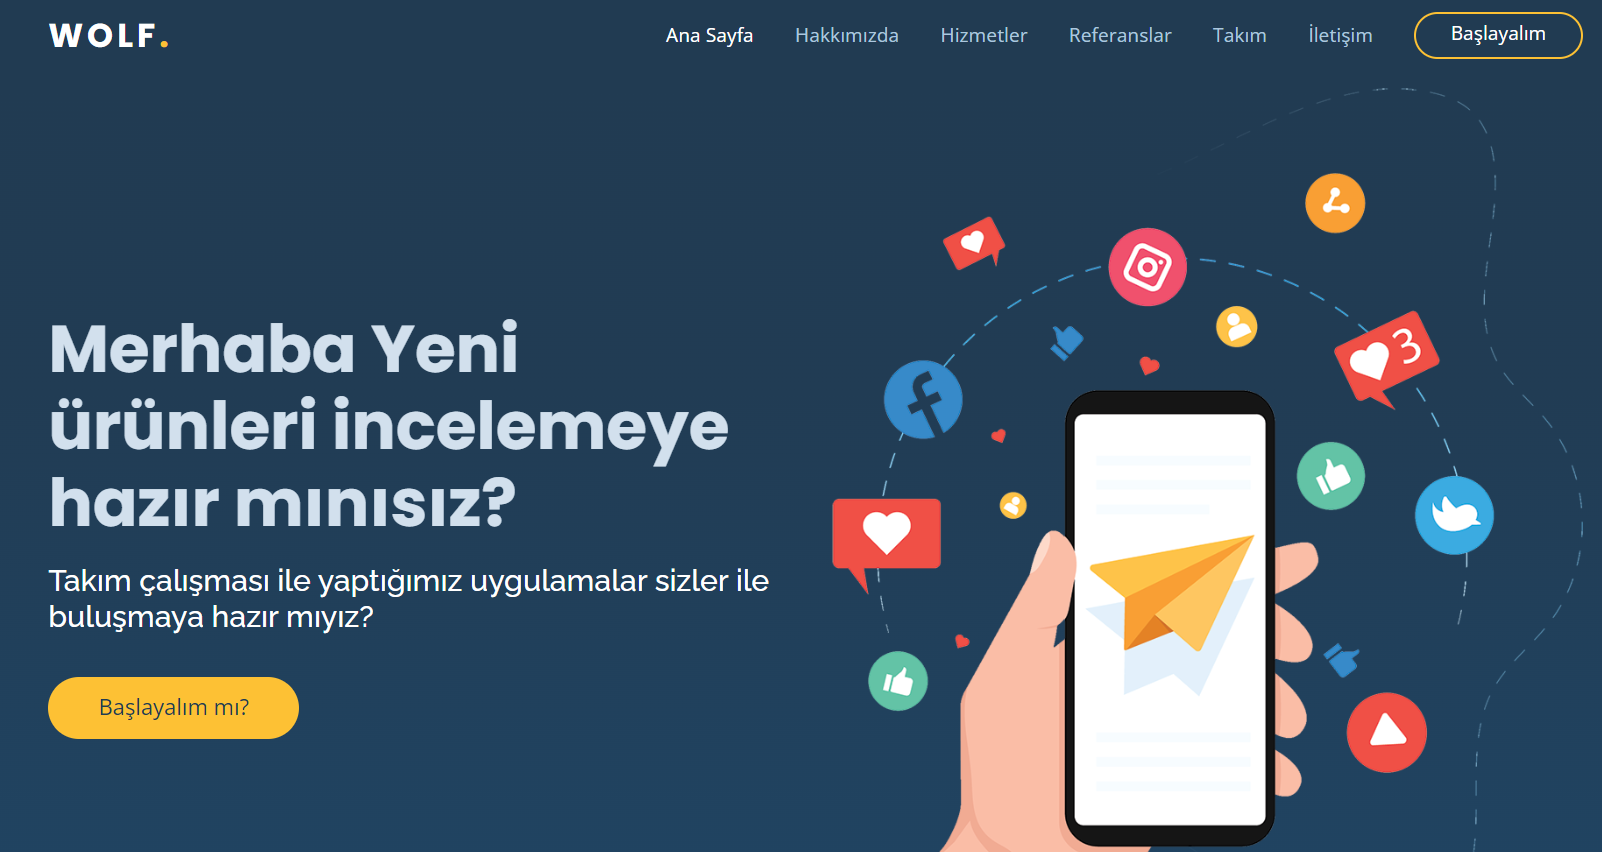 WOLF.
Ana Sayfa Hakkımızda Hizmetler Referanslar Takım İletişim Başlayalım
Merhaba Yeni
ürünleri incelemeye
hazır mınısız?
Takım çalışması ile yaptığımız uygulamalar sizler ile
buluşmaya hazır mıyız?
Başlayalım mı?
3